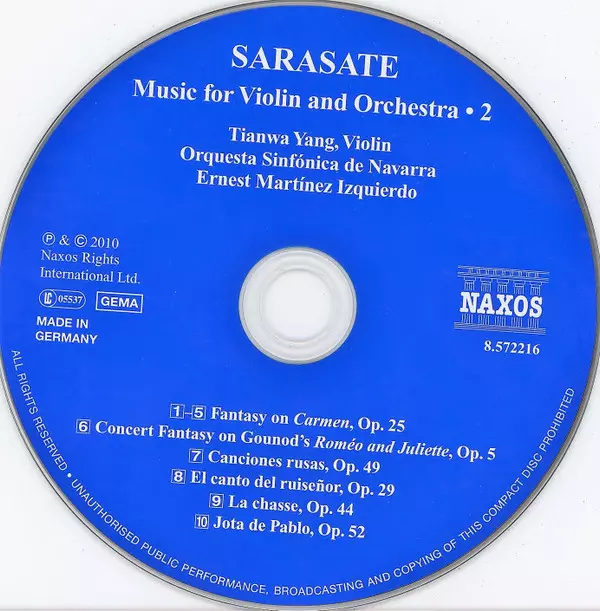 SARASATE
Music for Violin and Orchestra • 2
Tianwa Yang, Violin
Orquesta Sinfónica de Navarra
Ernest Martínez Izquierdo
℗ & © 2010
Naxos Rights
International Ltd.
LC 05537 GEMA
MADE IN
GERMANY
NAXOS
8.572216
1-5 Fantasy on Carmen, Op. 25
6 Concert Fantasy on Gounod's Roméo and Juliette, Op. 5
7 Canciones rusas, Op. 49
8 El canto del ruiseñor, Op. 29
9 La chasse, Op. 44
10 Jota de Pablo, Op. 52
ALL RIGHTS RESERVED • UNAUTHORISED PUBLIC PERFORMANCE, BROADCASTING AND COPYING OF THIS COMPACT DISC PROHIBITED